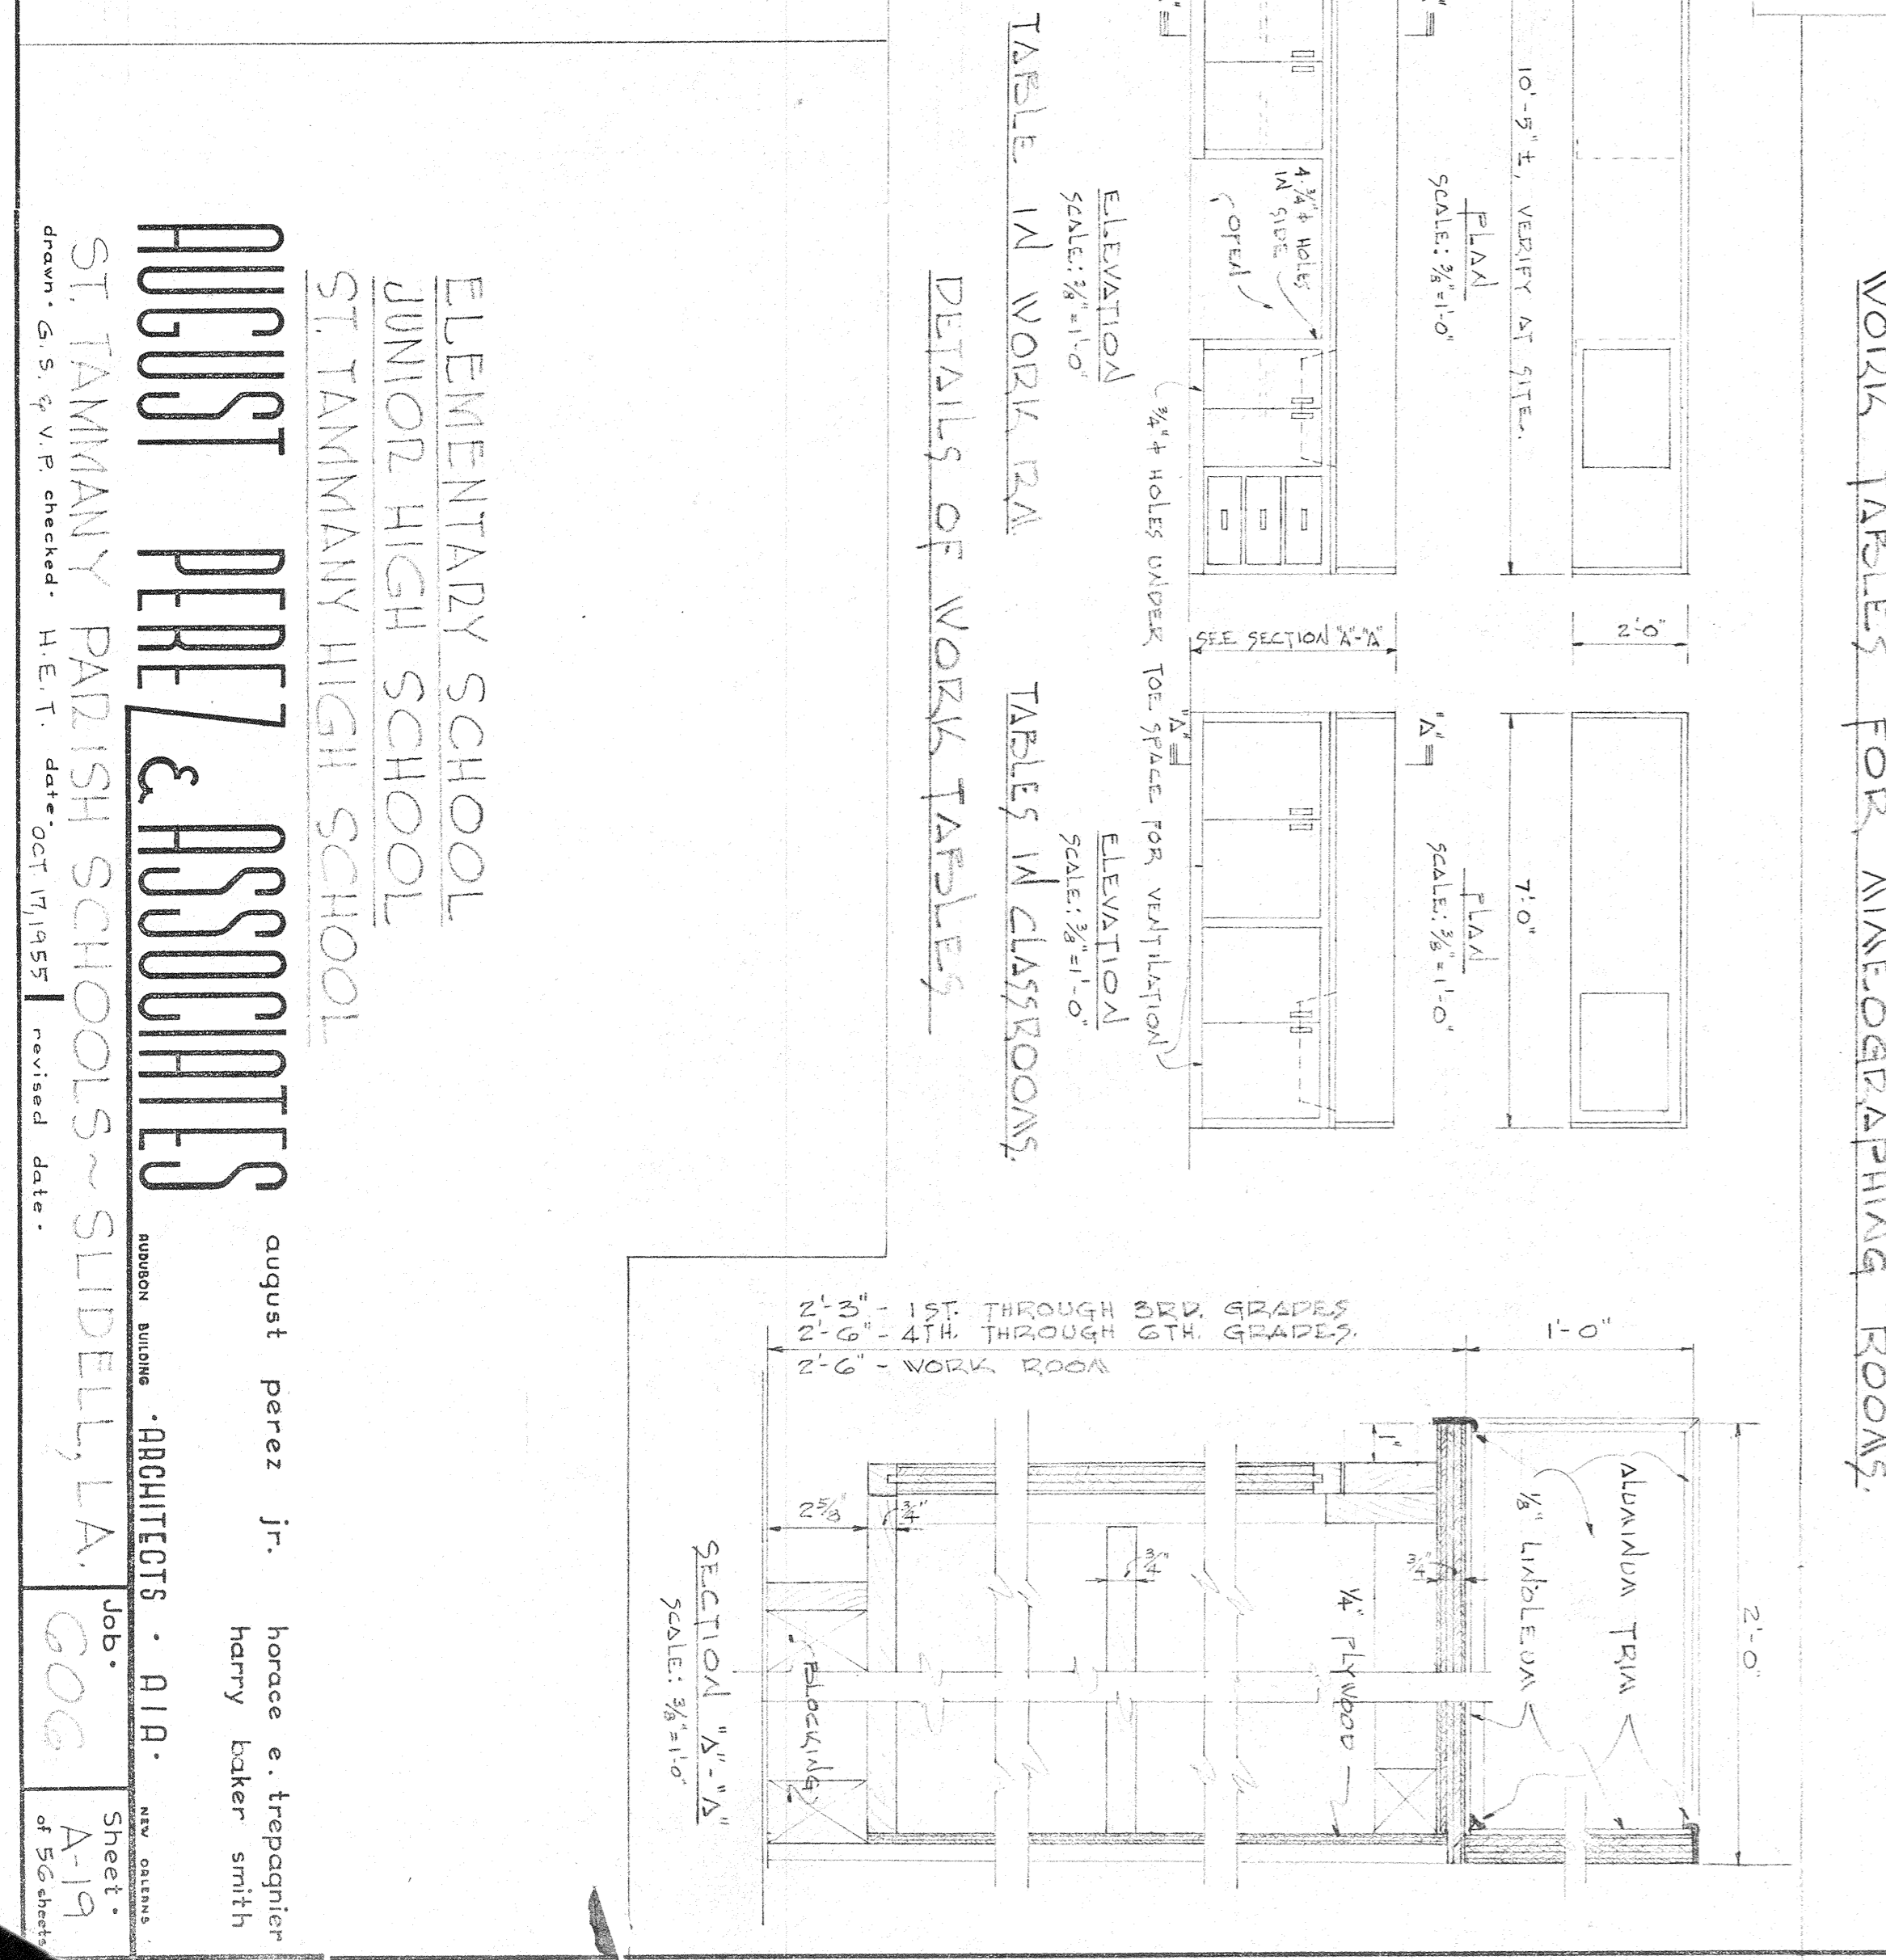 WORK TABLES FOR MIMEOGRAPHING ROOMS.
2'-0"
10'-5" ±, VERIFY AT SITE.
7'-0"
PLAN
SCALE: 3/8"=1'-0"
PLAN
SCALE: 3/8"=1'-0"
"A"
SEE SECTION "A"-"A"
4-3/4" ɸ HOLES
IN SIDE
OPEN
"A"
3/4" ɸ HOLES UNDER TOE SPACE FOR VENTILATION
ELEVATION
SCALE: 3/8"=1'-0"
ELEVATION
SCALE: 3/8"=1'-0"
TABLE IN WORK RM.
TABLES IN CLASSROOMS.
DETAILS OF WORK TABLES
2'-0"
ALUMINUM TRIM
1/8" LINOLEUM
1'-0"
1"
3/4"
1/4" PLYWOOD
3/4"
3/4"
2 5/8"
BLOCKING
2'-3" - 1ST. THROUGH 3RD. GRADES
2'-6" - 4TH. THROUGH 6TH. GRADES.
2'-6" - WORK ROOM
SECTION "A"-"A"
SCALE: 3/8"=1'-0"
ELEMENTARY SCHOOL
JUNIOR HIGH SCHOOL
ST. TAMMANY HIGH SCHOOL
AUGUST PEREZ & ASSOCIATES
august perez jr. horace e. trepagnier
harry baker smith
AUDUBON BUILDING • ARCHITECTS • AIA • NEW ORLEANS
ST. TAMMANY PARISH SCHOOLS ~ SLIDELL, LA.
drawn • G.S. & V.P. checked • H.E.T. date • OCT 17, 1955 revised date •
Job •
606
Sheet •
A-19
of 56 sheets